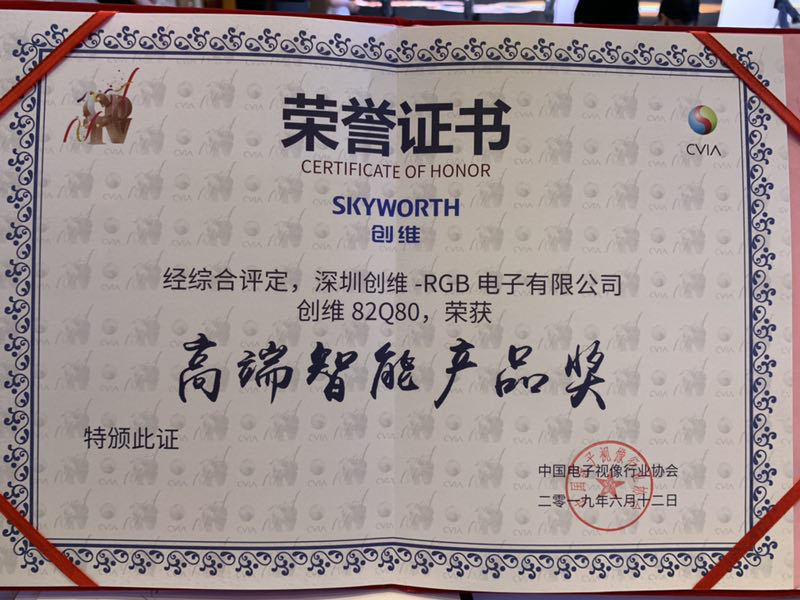 荣誉证书
CERTIFICATE OF HONOR
CVIA
SKYWORTH
创维
经综合评定，深圳创维 -RGB 电子有限公司
创维 82Q80，荣获
高端智能产品奖
特颁此证
中国电子视像行业协会
二零一九年六月十二日